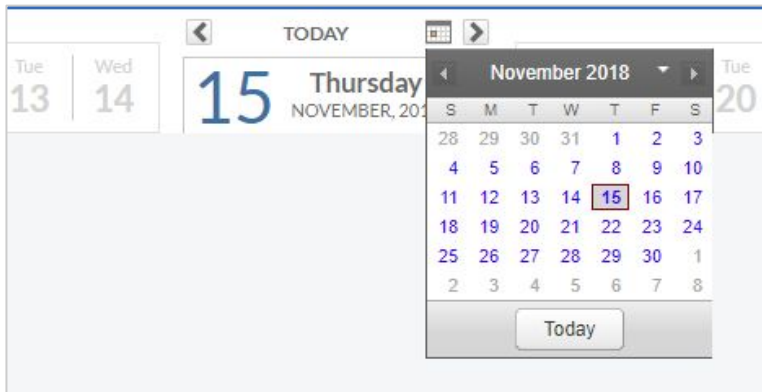 TODAY
Tue Wed
13 14
15 Thursday
NOVEMBER, 201
Tue
20
November 2018
S M T W T F S
28 29 30 31 1 2 3
4 5 6 7 8 9 10
11 12 13 14 15 16 17
18 19 20 21 22 23 24
25 26 27 28 29 30 1
2 3 4 5 6 7 8
Today